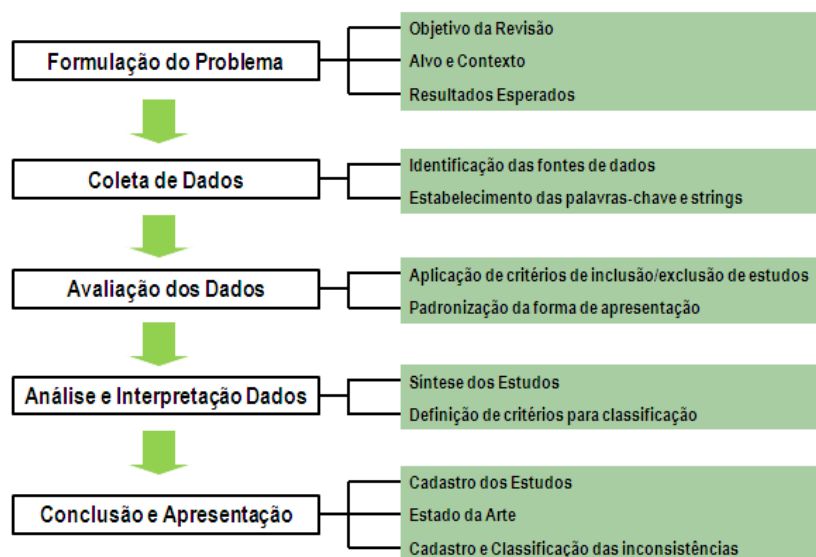 Formulação do Problema
Objetivo da Revisão
Alvo e Contexto
Resultados Esperados
Coleta de Dados
Identificação das fontes de dados
Estabelecimento das palavras-chave e strings
Avaliação dos Dados
Aplicação de critérios de inclusão/exclusão de estudos
Padronização da forma de apresentação
Análise e Interpretação Dados
Síntese dos Estudos
Definição de critérios para classificação
Conclusão e Apresentação
Cadastro dos Estudos
Estado da Arte
Cadastro e Classificação das inconsistências